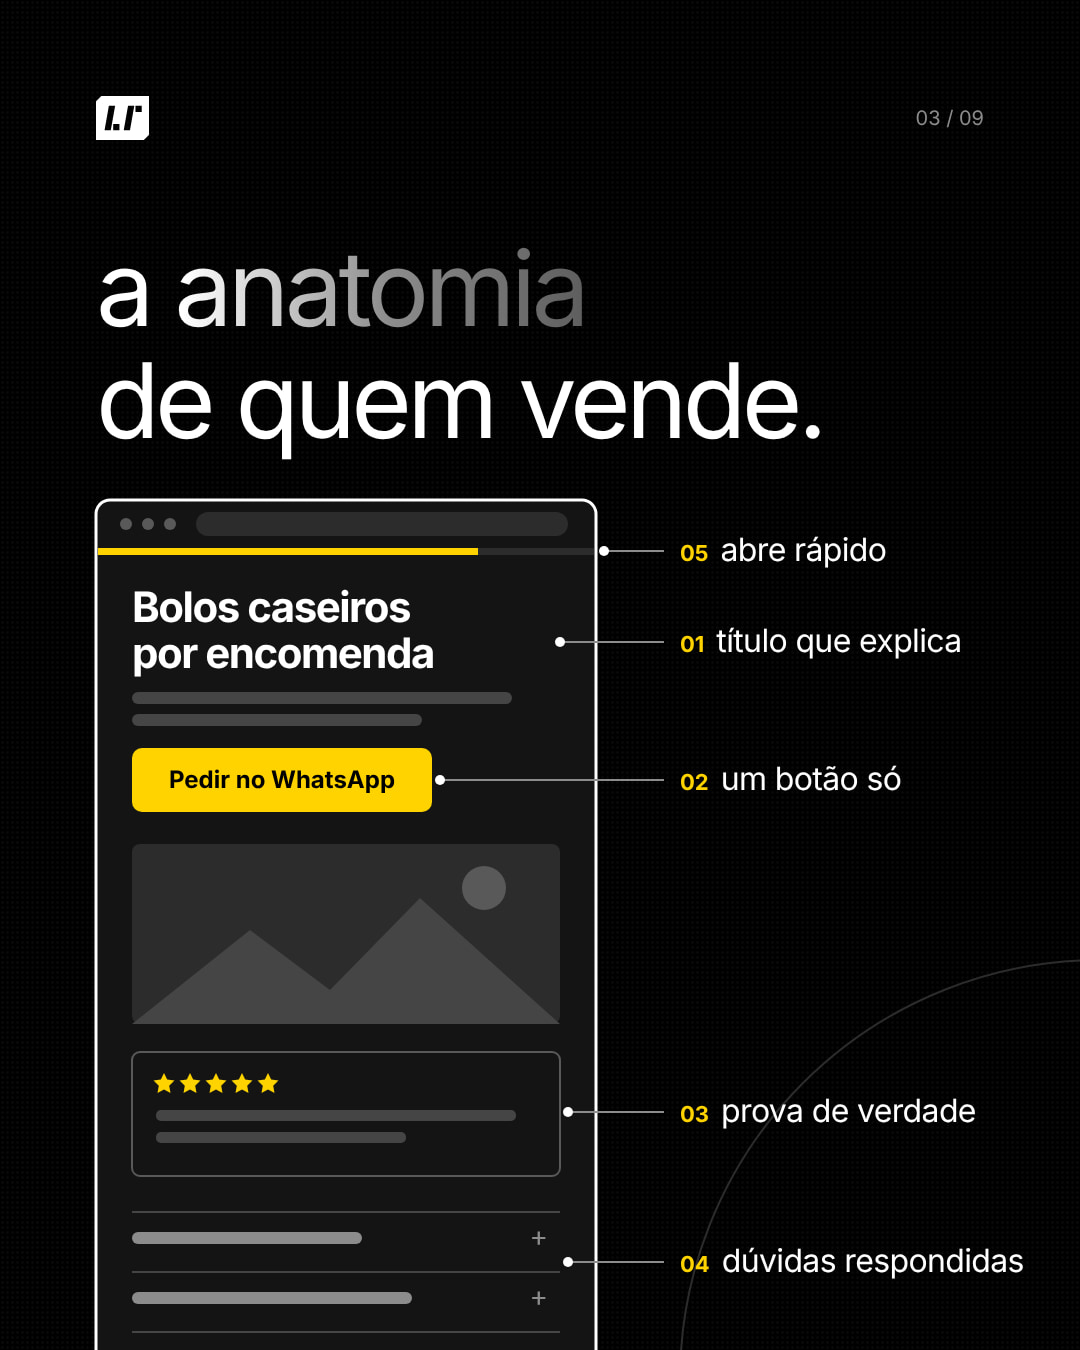 03 / 09
a anatomia
de quem vende.
05 abre rápido
Bolos caseiros
por encomenda
01 título que explica
Pedir no WhatsApp
02 um botão só
03 prova de verdade
04 dúvidas respondidas